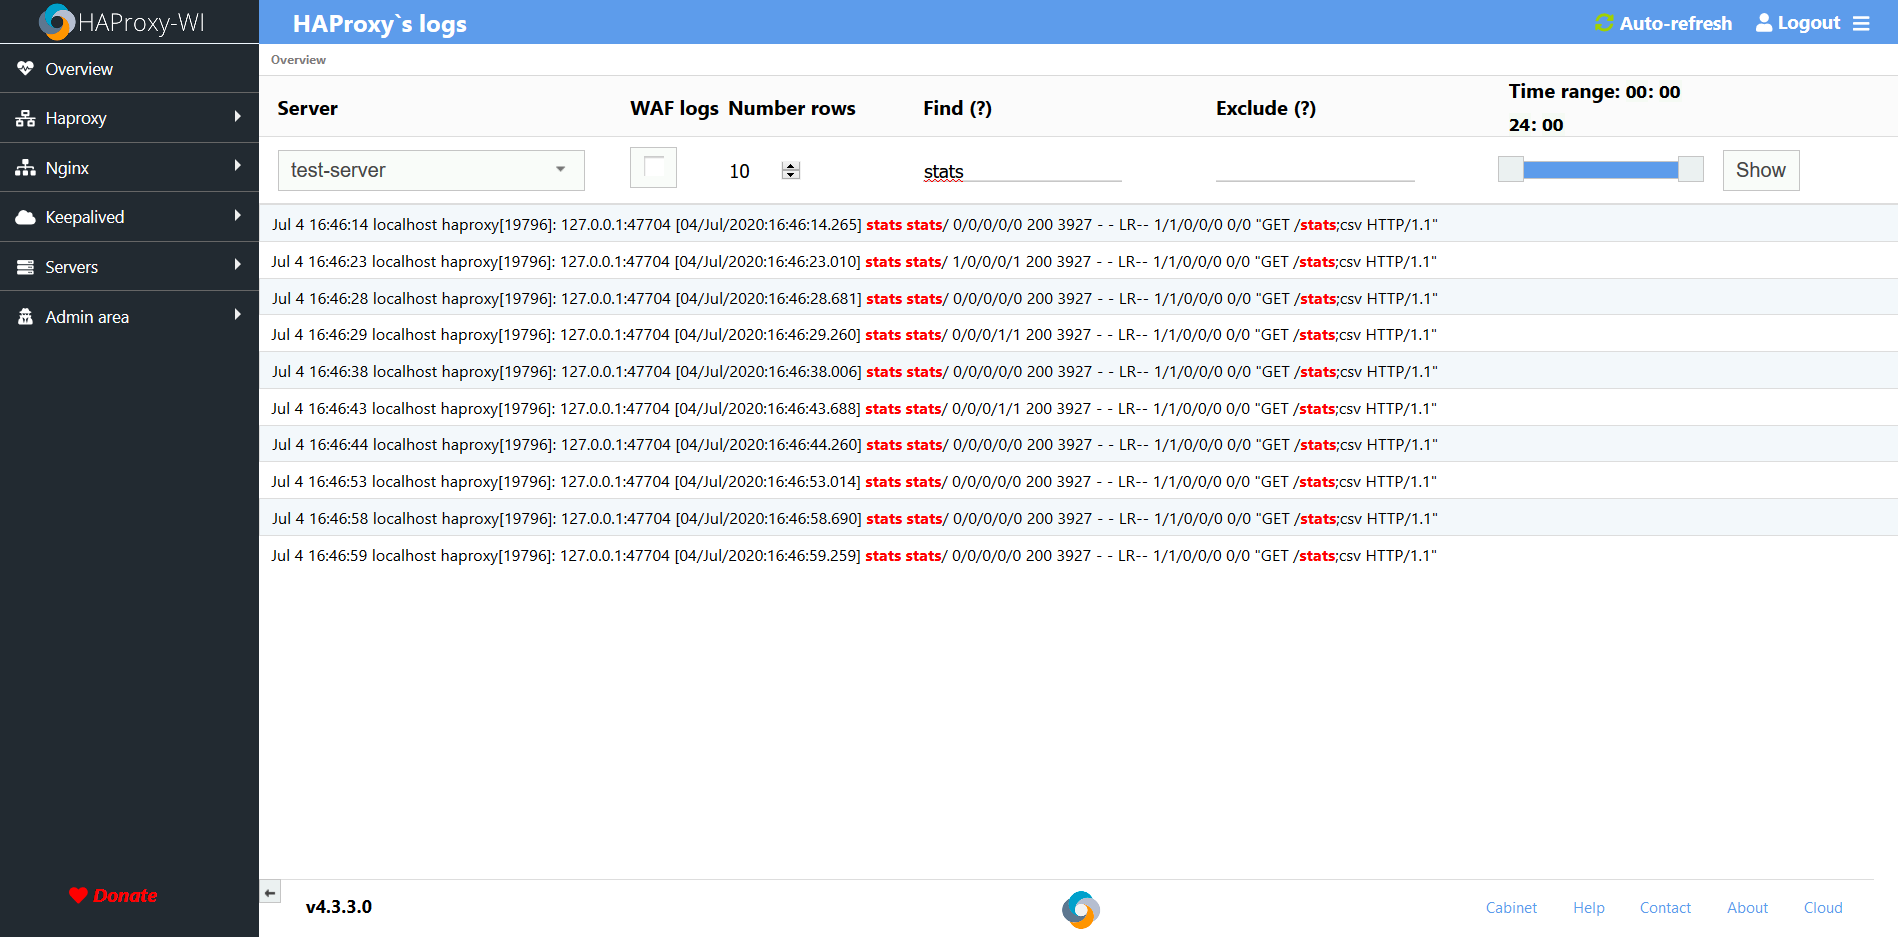 HAProxy-WI
HAProxy`s logs
Auto-refresh
Logout
Overview
Haproxy
Nginx
Keepalived
Servers
Admin area
Donate
Overview
Server WAF logs Number rows Find (?) Exclude (?) Time range: 00: 00
24: 00
test-server 10 stats Show
Jul 4 16:46:14 localhost haproxy[19796]: 127.0.0.1:47704 [04/Jul/2020:16:46:14.265] stats stats/ 0/0/0/0/0 200 3927 - - LR-- 1/1/0/0/0 0/0 "GET /stats;csv HTTP/1.1"
Jul 4 16:46:23 localhost haproxy[19796]: 127.0.0.1:47704 [04/Jul/2020:16:46:23.010] stats stats/ 1/0/0/0/1 200 3927 - - LR-- 1/1/0/0/0 0/0 "GET /stats;csv HTTP/1.1"
Jul 4 16:46:28 localhost haproxy[19796]: 127.0.0.1:47704 [04/Jul/2020:16:46:28.681] stats stats/ 0/0/0/0/0 200 3927 - - LR-- 1/1/0/0/0 0/0 "GET /stats;csv HTTP/1.1"
Jul 4 16:46:29 localhost haproxy[19796]: 127.0.0.1:47704 [04/Jul/2020:16:46:29.260] stats stats/ 0/0/0/1/1 200 3927 - - LR-- 1/1/0/0/0 0/0 "GET /stats;csv HTTP/1.1"
Jul 4 16:46:38 localhost haproxy[19796]: 127.0.0.1:47704 [04/Jul/2020:16:46:38.006] stats stats/ 0/0/0/0/0 200 3927 - - LR-- 1/1/0/0/0 0/0 "GET /stats;csv HTTP/1.1"
Jul 4 16:46:43 localhost haproxy[19796]: 127.0.0.1:47704 [04/Jul/2020:16:46:43.688] stats stats/ 0/0/0/1/1 200 3927 - - LR-- 1/1/0/0/0 0/0 "GET /stats;csv HTTP/1.1"
Jul 4 16:46:44 localhost haproxy[19796]: 127.0.0.1:47704 [04/Jul/2020:16:46:44.260] stats stats/ 0/0/0/0/0 200 3927 - - LR-- 1/1/0/0/0 0/0 "GET /stats;csv HTTP/1.1"
Jul 4 16:46:53 localhost haproxy[19796]: 127.0.0.1:47704 [04/Jul/2020:16:46:53.014] stats stats/ 0/0/0/0/0 200 3927 - - LR-- 1/1/0/0/0 0/0 "GET /stats;csv HTTP/1.1"
Jul 4 16:46:58 localhost haproxy[19796]: 127.0.0.1:47704 [04/Jul/2020:16:46:58.690] stats stats/ 0/0/0/0/0 200 3927 - - LR-- 1/1/0/0/0 0/0 "GET /stats;csv HTTP/1.1"
Jul 4 16:46:59 localhost haproxy[19796]: 127.0.0.1:47704 [04/Jul/2020:16:46:59.259] stats stats/ 0/0/0/0/0 200 3927 - - LR-- 1/1/0/0/0 0/0 "GET /stats;csv HTTP/1.1"
v4.3.3.0
Cabinet Help Contact About Cloud